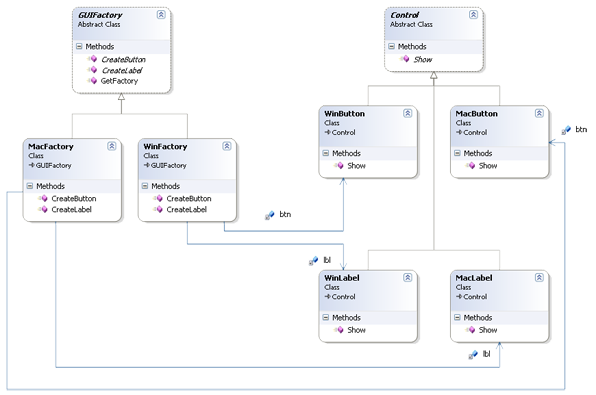 GUIFactory
Abstract Class
Methods
CreateButton
CreateLabel
GetFactory
Control
Abstract Class
Methods
Show
MacFactory
Class
GUIFactory
Methods
CreateButton
CreateLabel
WinFactory
Class
GUIFactory
Methods
CreateButton
CreateLabel
WinButton
Class
Control
Methods
Show
MacButton
Class
Control
Methods
Show
btn
btn
lbl
WinLabel
Class
Control
Methods
Show
MacLabel
Class
Control
Methods
Show
lbl